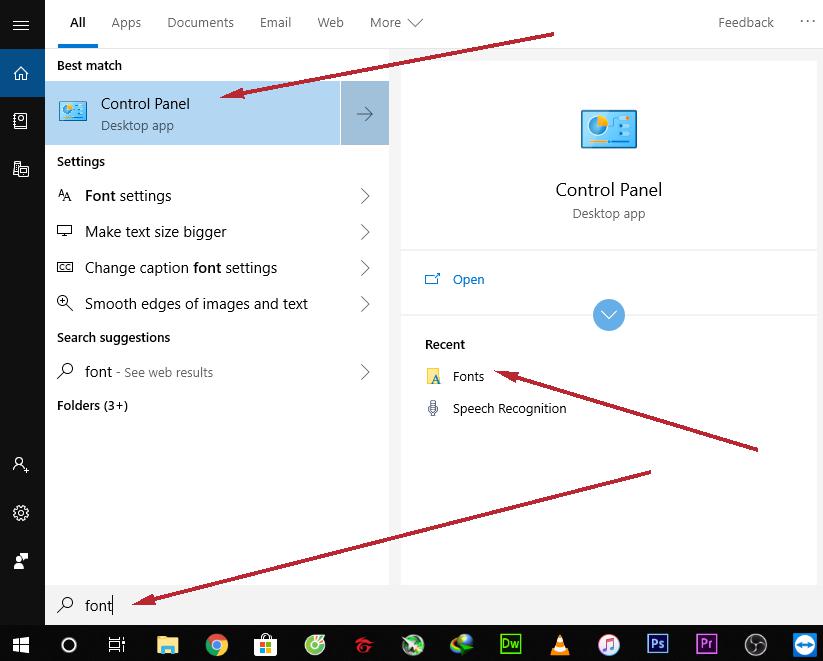 All Apps Documents Email Web More Feedback ...
Best match
Control Panel
Desktop app
Settings
Font settings
Make text size bigger
CC Change caption font settings
Smooth edges of images and text
Search suggestions
font - See web results
Folders (3+)
Control Panel
Desktop app
Open
Recent
Fonts
Speech Recognition
font
Dw Ps Pr